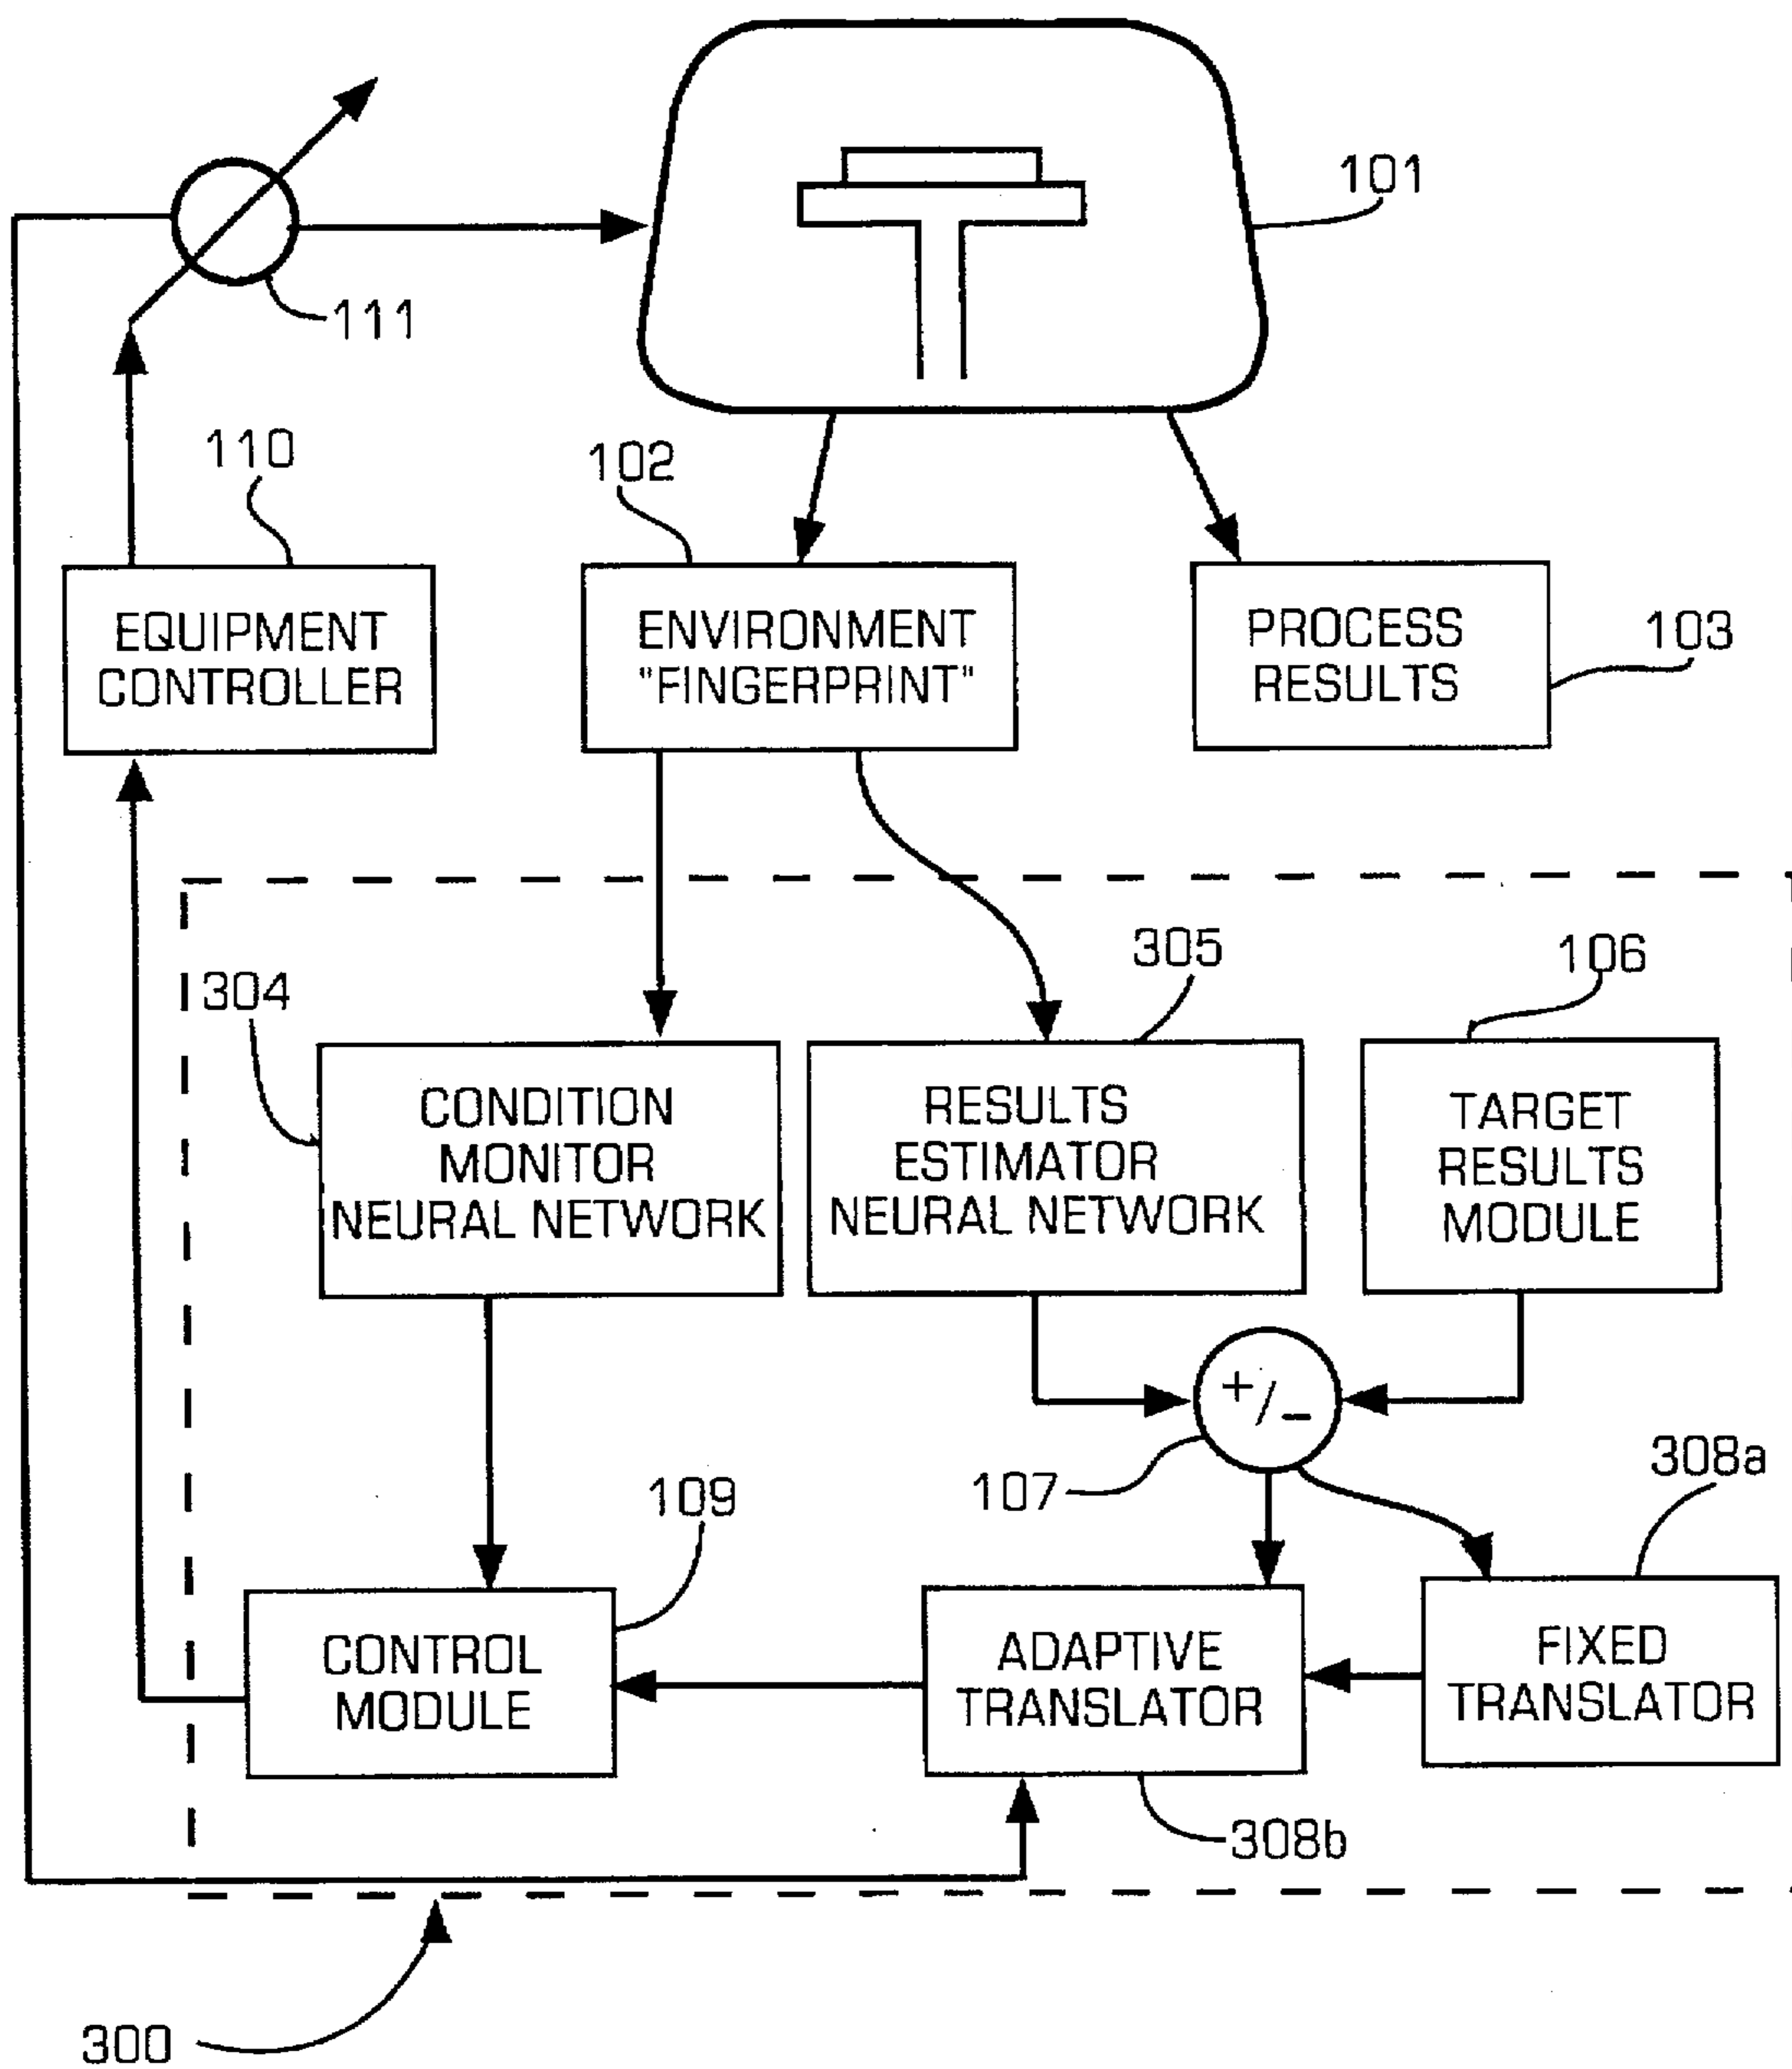 101
111
110
102
EQUIPMENT
CONTROLLER
ENVIRONMENT
"FINGERPRINT"
PROCESS
RESULTS
103
304
305
106
CONDITION
MONITOR
NEURAL NETWORK
RESULTS
ESTIMATOR
NEURAL NETWORK
TARGET
RESULTS
MODULE
+/-
107
308a
109
CONTROL
MODULE
ADAPTIVE
TRANSLATOR
FIXED
TRANSLATOR
308b
300